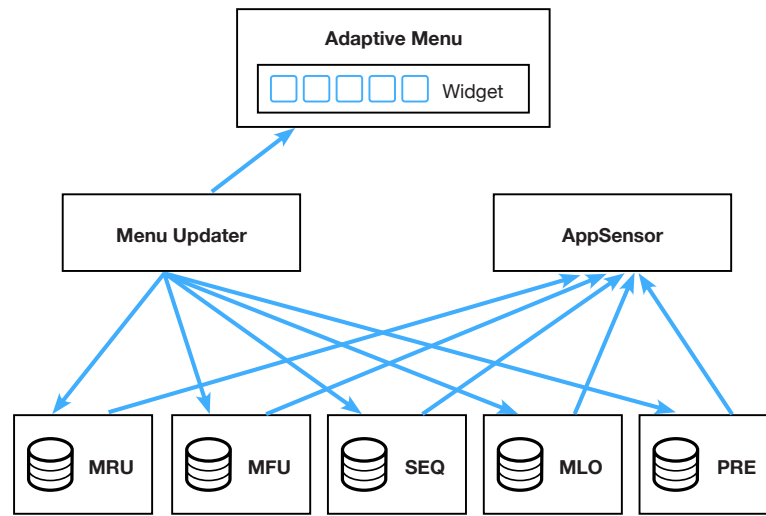 Adaptive Menu
Widget
Menu Updater
AppSensor
MRU
MFU
SEQ
MLO
PRE